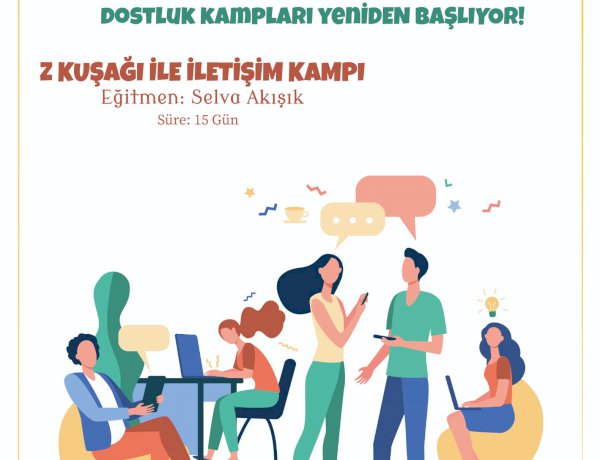 DOSTLUK KAMPLARI YENİDEN BAŞLIYOR!
Z KUŞAĞI İLE İLETİŞİM KAMPI
Eğitmen: Selva Akışık
Süre: 15 Gün